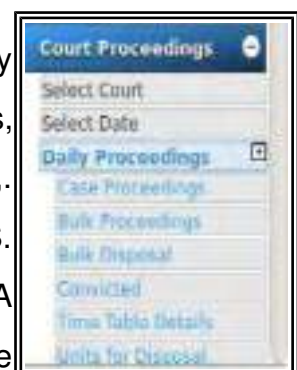 Court Proceedings
y
Select Court
s,
Select Date
Daily Proceedings
Case Proceedings
Bulk Proceedings
Bulk Disposal
Convicted
A
Time Table Details
e
Units for Disposal